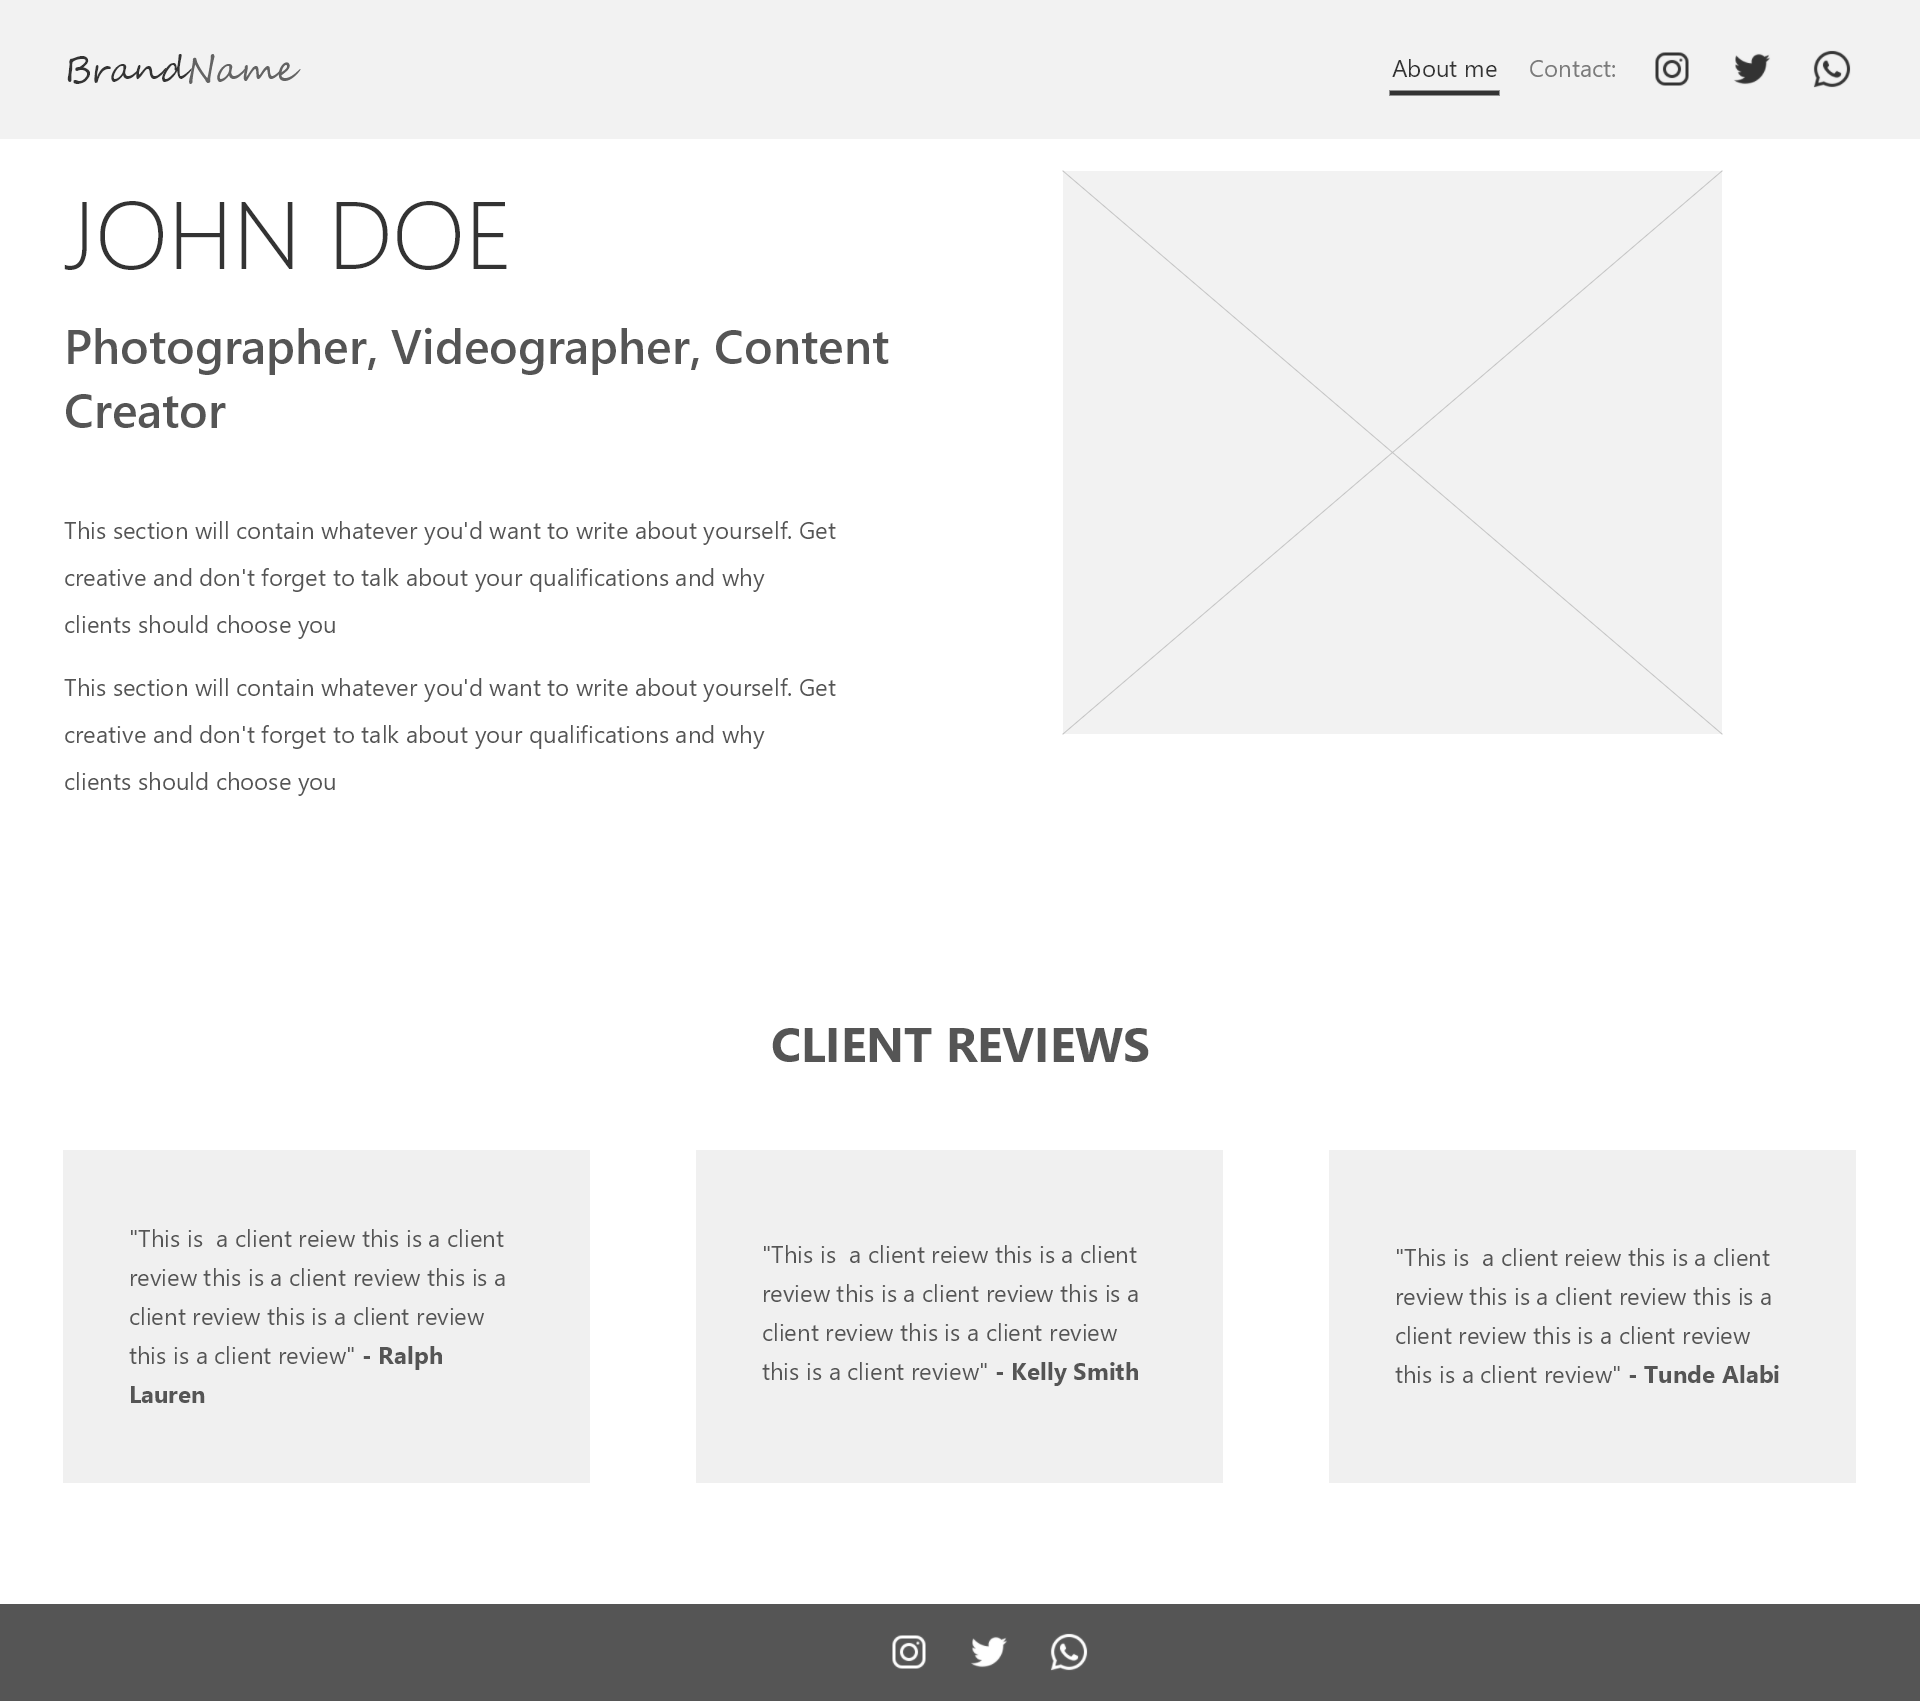 BrandName
About me Contact:
JOHN DOE
Photographer, Videographer, Content
Creator
This section will contain whatever you'd want to write about yourself. Get
creative and don't forget to talk about your qualifications and why
clients should choose you
This section will contain whatever you'd want to write about yourself. Get
creative and don't forget to talk about your qualifications and why
clients should choose you
CLIENT REVIEWS
"This is  a client reiew this is a client
review this is a client review this is a
client review this is a client review
this is a client review" - Ralph
Lauren
"This is  a client reiew this is a client
review this is a client review this is a
client review this is a client review
this is a client review" - Kelly Smith
"This is  a client reiew this is a client
review this is a client review this is a
client review this is a client review
this is a client review" - Tunde Alabi